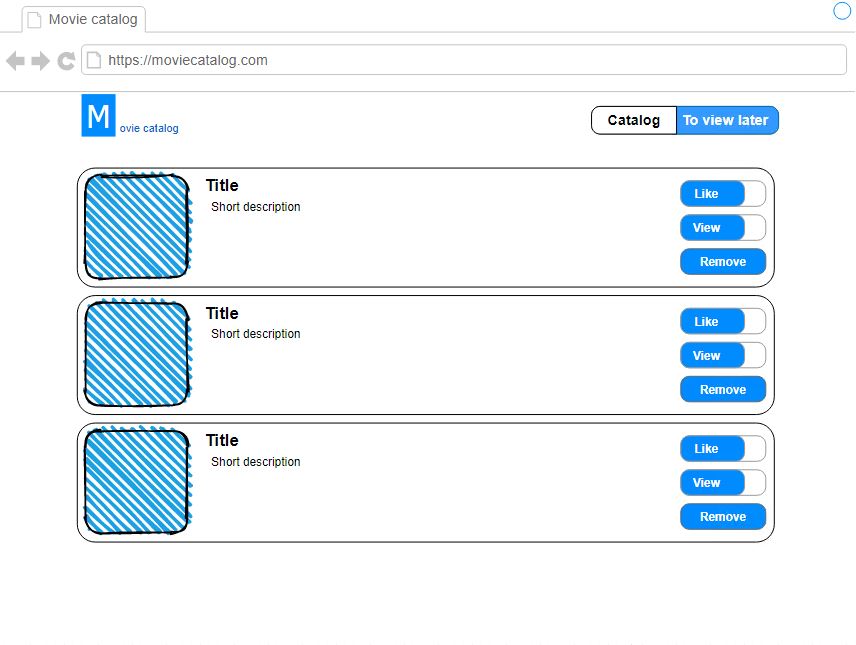 Movie catalog
https://moviecatalog.com
M ovie catalog
Catalog To view later
Title
Short description
Like
View
Remove
Title
Short description
Like
View
Remove
Title
Short description
Like
View
Remove